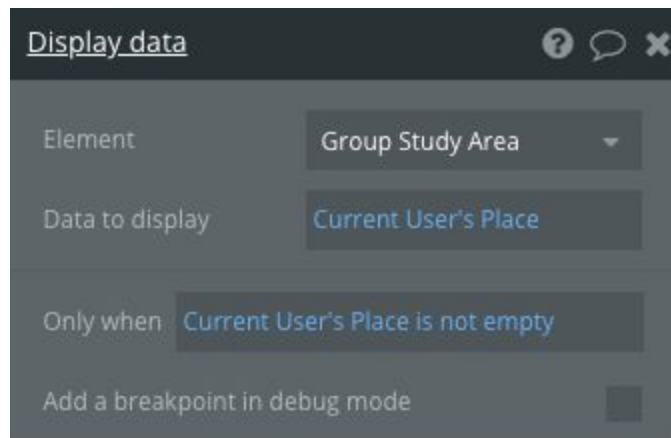 Display data
Element Group Study Area
Data to display Current User's Place
Only when Current User's Place is not empty
Add a breakpoint in debug mode